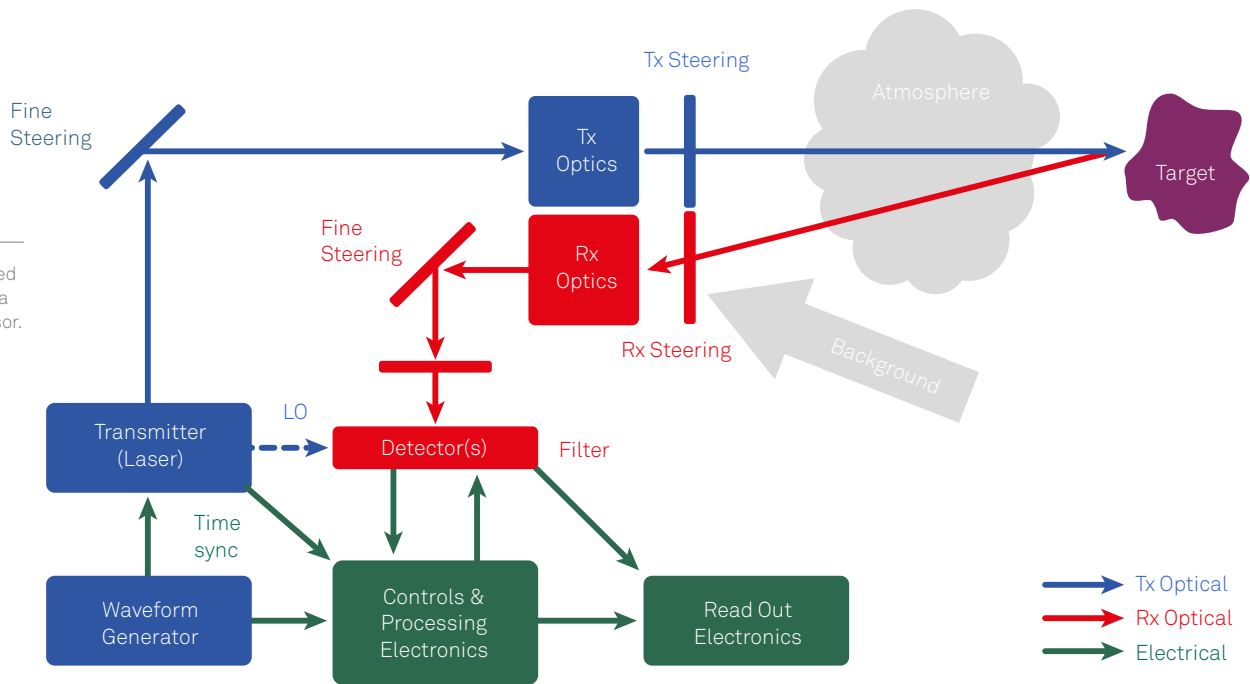 Tx Steering
Atmosphere
Fine
Steering
Tx
Optics
Target
Fine
Steering
Rx
Optics
ed
a
sor.
Rx Steering
Background
LO
Transmitter
(Laser)
Detector(s)
Filter
Time
sync
Waveform
Generator
Controls &
Processing
Electronics
Read Out
Electronics
Tx Optical
Rx Optical
Electrical